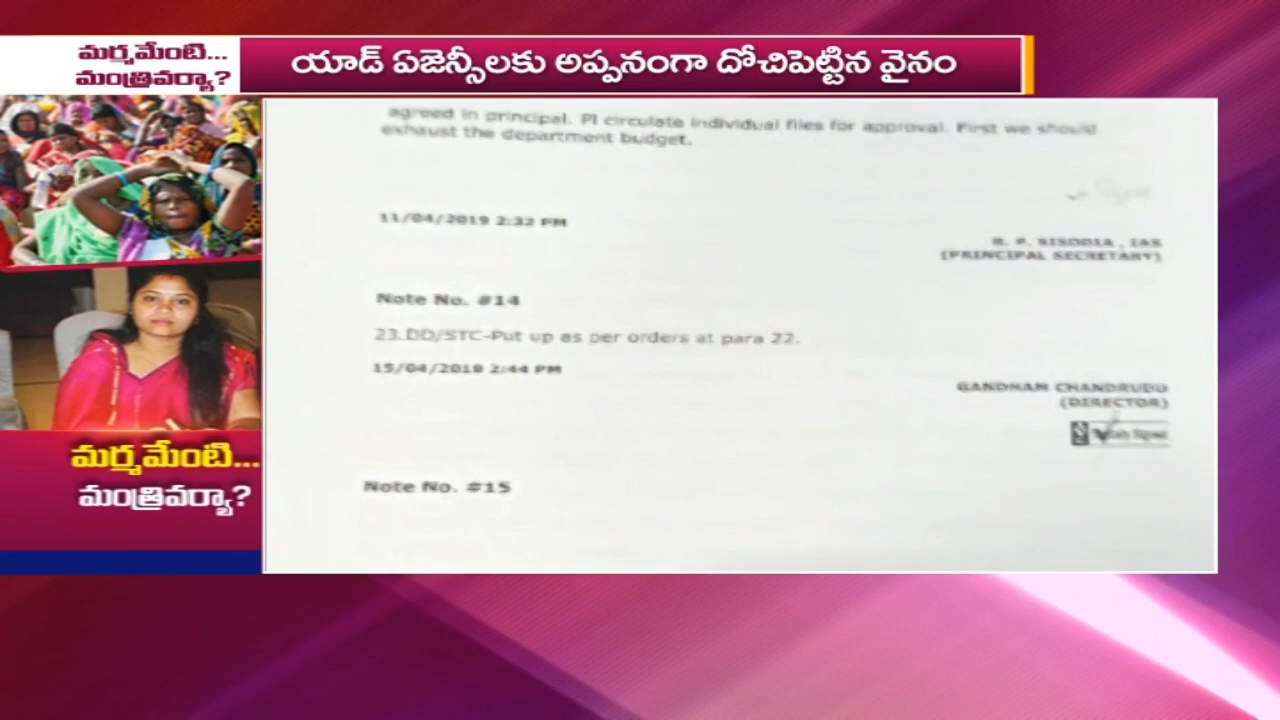 మర్మమేంటి...
మంత్రివర్యా?
యాడ్ ఏజెన్సీలకు అప్పనంగా దోచిపెట్టిన వైనం
agreed in principal. Pl circulate individual files for approval. First we should
exhaust the department budget.
11/04/2019 2:32 PM
R. P. SISODIA , IAS
(PRINCIPAL SECRETARY)
Note No. #14
23.DD/STC-Put up as per orders at para 22.
15/04/2019 2:44 PM
GANDHAM CHANDRUDU
(DIRECTOR)
Note No. #15
మర్మమేంటి...
మంత్రివర్యా?